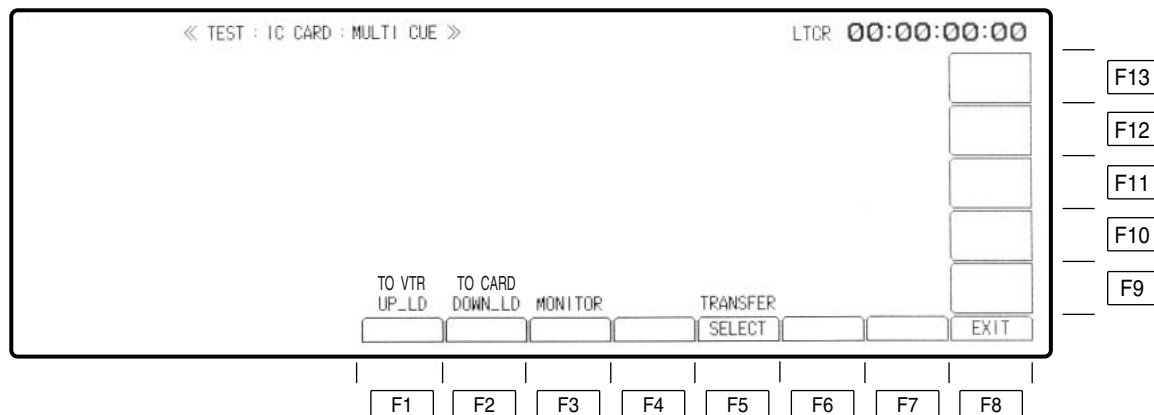 ≪ TEST : IC CARD : MULTI CUE ≫ LTCR 00:00:00:00
F13
F12
F11
F10
F9
TO VTR TO CARD
UP_LD DOWN_LD MONITOR TRANSFER
SELECT EXIT
F1 F2 F3 F4 F5 F6 F7 F8